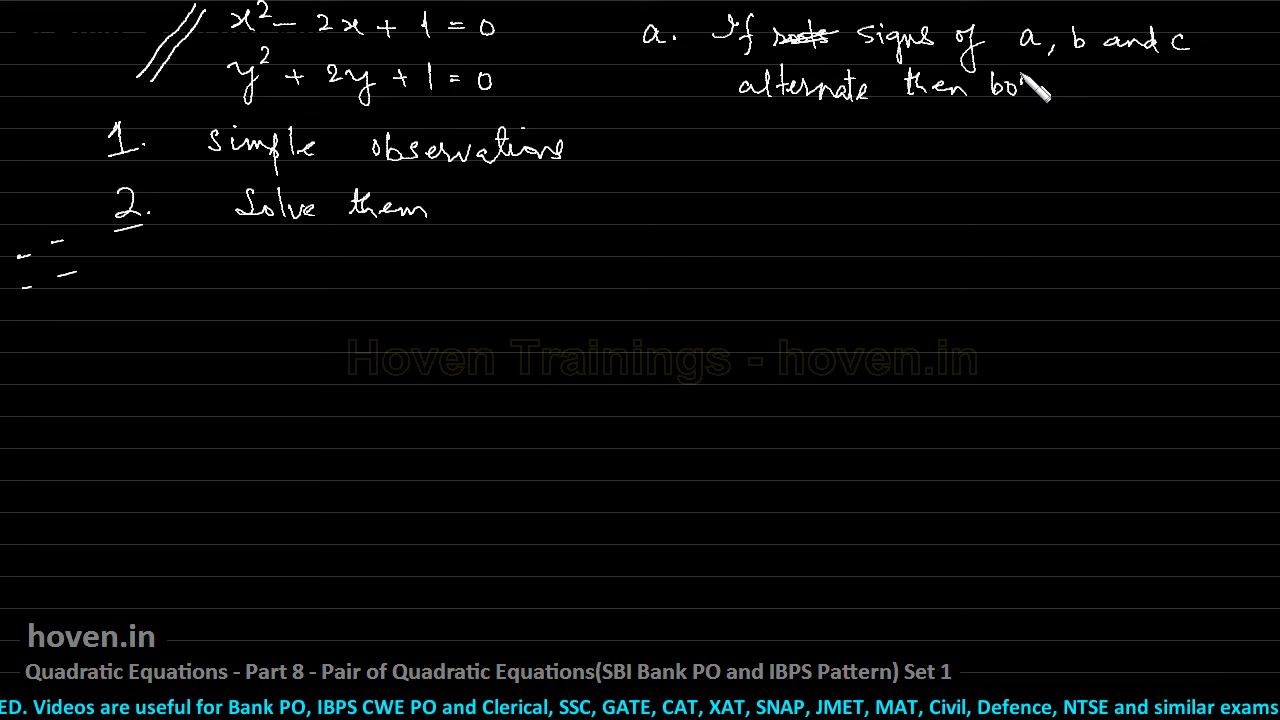 x² - 2x + 1 = 0
y² + 2y + 1 = 0
1. Simple observations
2. Solve them
a. If signs of a, b and c
alternate then bo
Hoven Trainings - hoven.in
hoven.in
Quadratic Equations - Part 8 - Pair of Quadratic Equations(SBI Bank PO and IBPS Pattern) Set 1
ED. Videos are useful for Bank PO, IBPS CWE PO and Clerical, SSC, GATE, CAT, XAT, SNAP, JMET, MAT, Civil, Defence, NTSE and similar exams